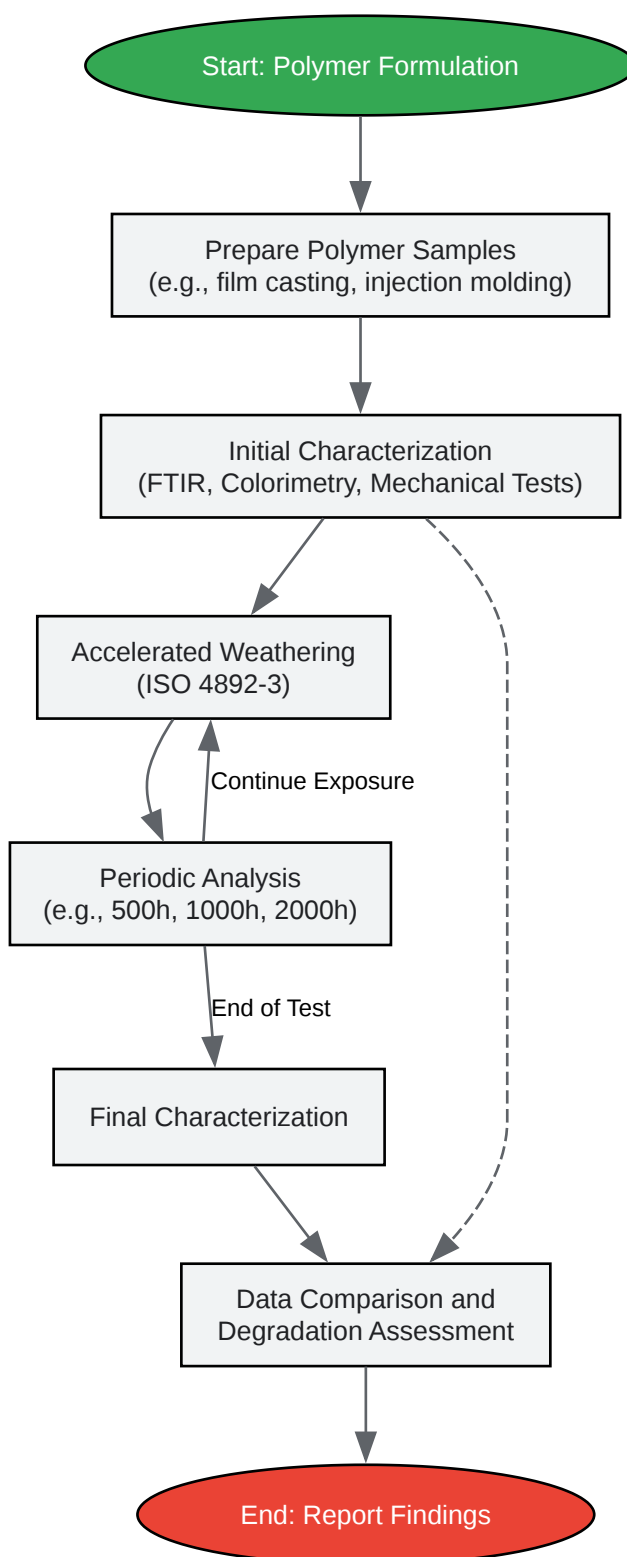 Start: Polymer Formulation
Prepare Polymer Samples
(e.g., film casting, injection molding)
Initial Characterization
(FTIR, Colorimetry, Mechanical Tests)
Accelerated Weathering
(ISO 4892-3)
Continue Exposure
Periodic Analysis
(e.g., 500h, 1000h, 2000h)
End of Test
Final Characterization
Data Comparison and
Degradation Assessment
End: Report Findings